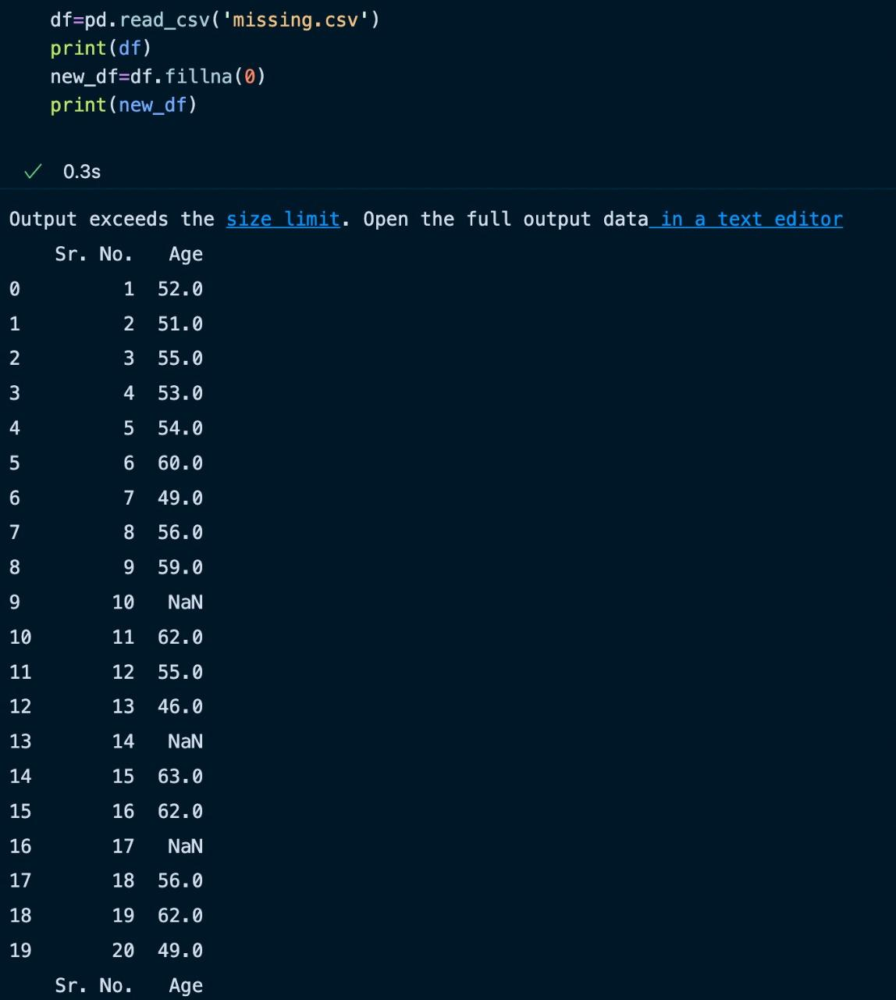 df=pd.read_csv('missing.csv')
print(df)
new_df=df.fillna(0)
print(new_df)
0.3s
Output exceeds the size limit. Open the full output data in a text editor
Sr. No. Age
0 1 52.0
1 2 51.0
2 3 55.0
3 4 53.0
4 5 54.0
5 6 60.0
6 7 49.0
7 8 56.0
8 9 59.0
9 10 NaN
10 11 62.0
11 12 55.0
12 13 46.0
13 14 NaN
14 15 63.0
15 16 62.0
16 17 NaN
17 18 56.0
18 19 62.0
19 20 49.0
Sr. No. Age